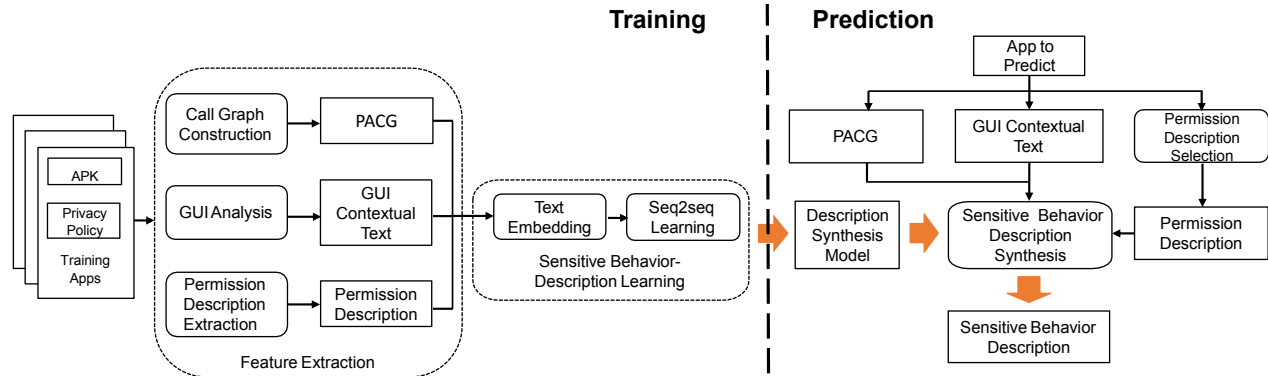 Training
Prediction
APK
Privacy
Policy
Training
Apps
Call Graph
Construction
PACG
GUI Analysis
GUI
Contextual
Text
Permission
Description
Extraction
Permission
Description
Feature Extraction
Text
Embedding
Seq2seq
Learning
Sensitive Behavior-
Description Learning
App to
Predict
PACG
GUI Contextual
Text
Permission
Description
Selection
Description
Synthesis
Model
Sensitive Behavior
Description
Synthesis
Permission
Description
Sensitive Behavior
Description